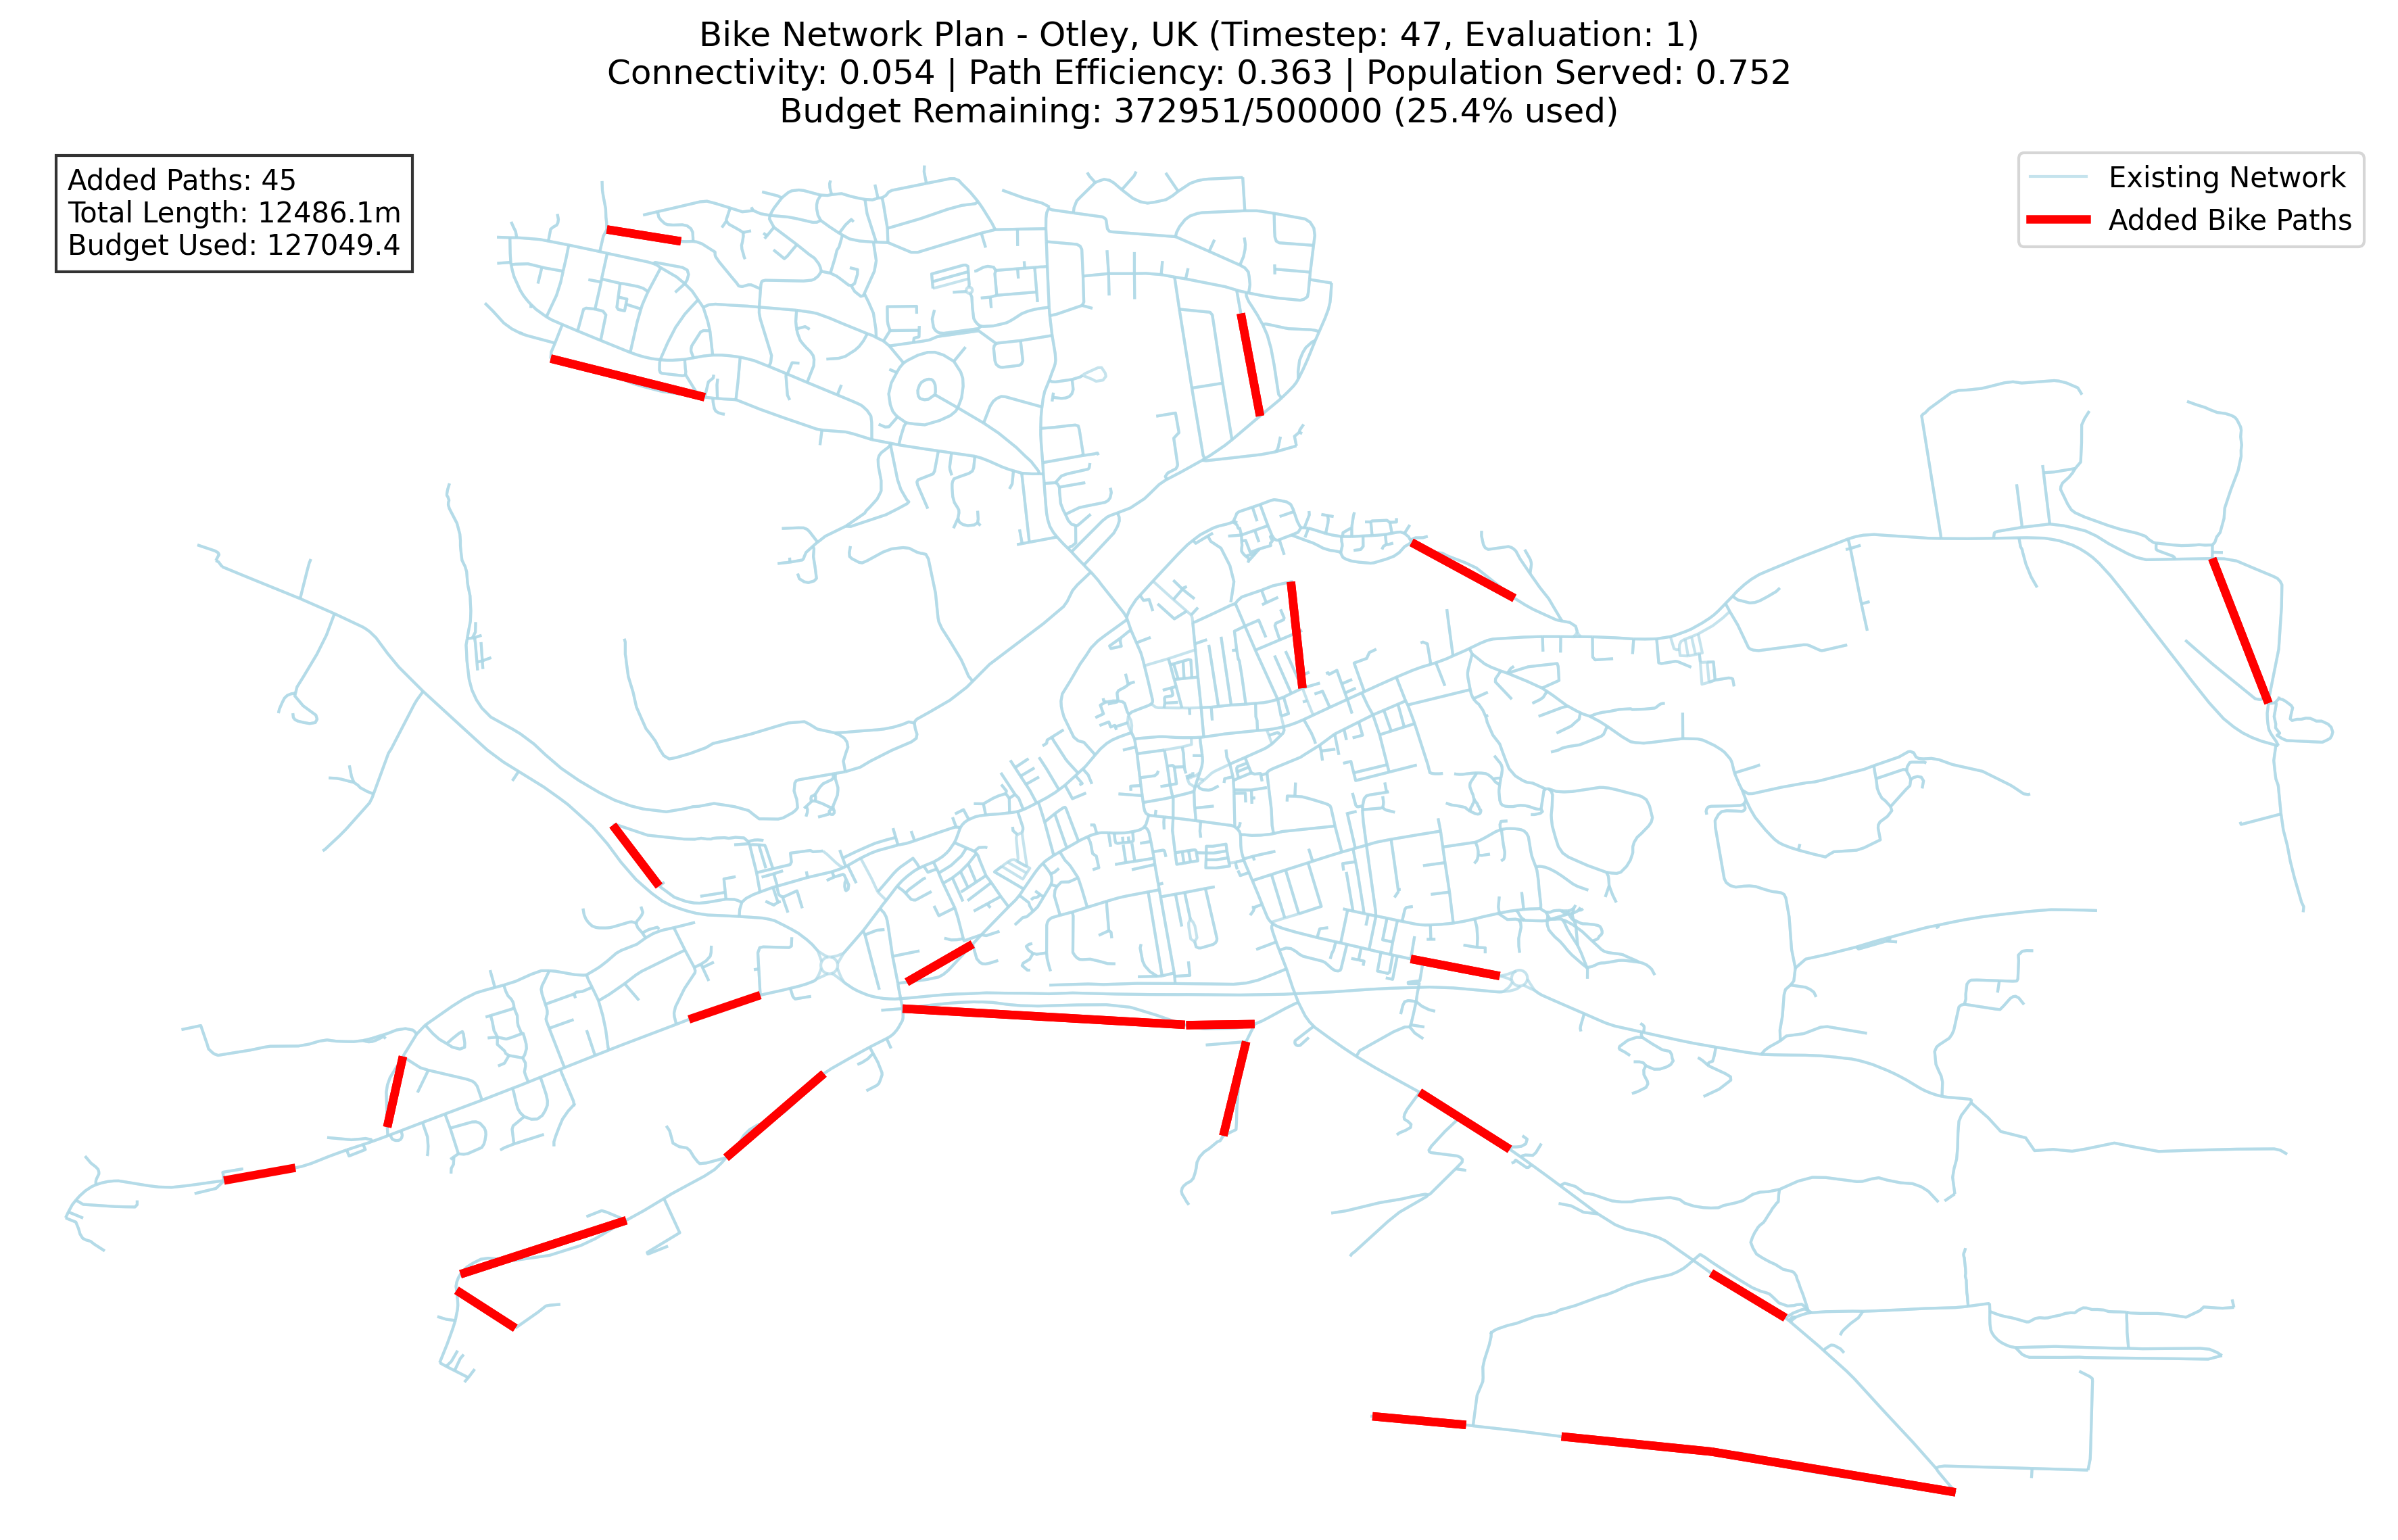 Bike Network Plan - Otley, UK (Timestep: 47, Evaluation: 1)
Connectivity: 0.054 | Path Efficiency: 0.363 | Population Served: 0.752
Budget Remaining: 372951/500000 (25.4% used)
Added Paths: 45
Total Length: 12486.1m
Budget Used: 127049.4
Existing Network
Added Bike Paths